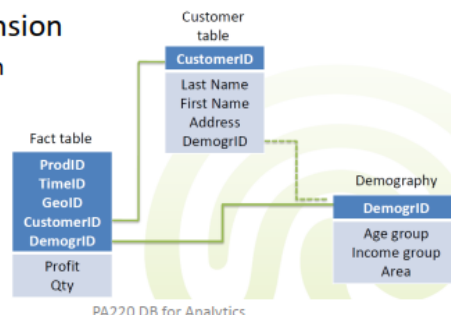 nsion
n
Customer
table
CustomerID
Last Name
First Name
Address
DemogrID
Fact table
ProdID
TimeID
GeoID
CustomerID
DemogrID
Profit
Qty
Demography
DemogrID
Age group
Income group
Area
PA220 DB for Analytics